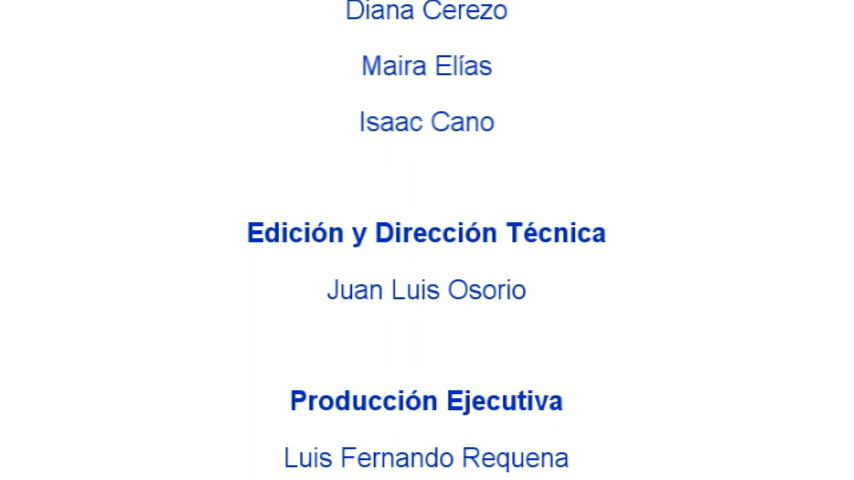 Diana Cerezo
Maira Elías
Isaac Cano
Edición y Dirección Técnica
Juan Luis Osorio
Producción Ejecutiva
Luis Fernando Requena